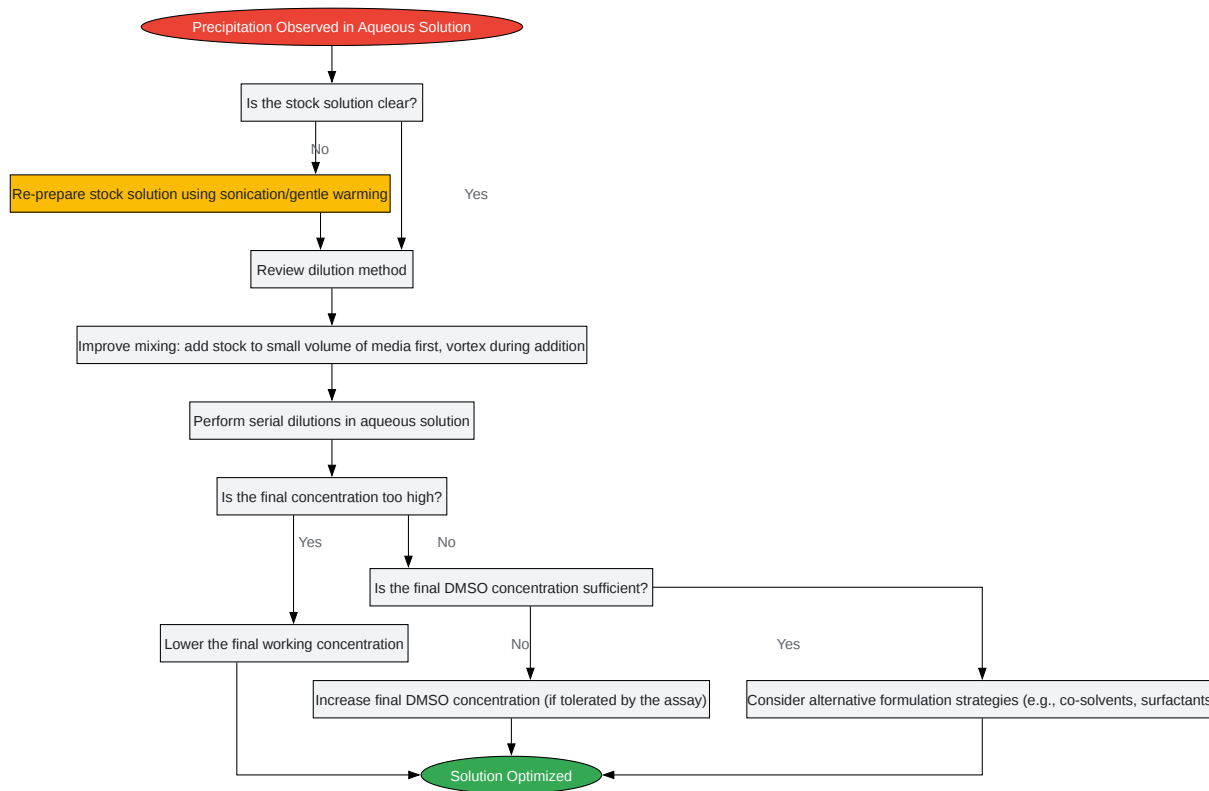 Precipitation Observed in Aqueous Solution
Is the stock solution clear?
No
Re-prepare stock solution using sonication/gentle warming
Yes
Review dilution method
Improve mixing: add stock to small volume of media first, vortex during addition
Perform serial dilutions in aqueous solution
Is the final concentration too high?
Yes
No
Is the final DMSO concentration sufficient?
Lower the final working concentration
No
Yes
Increase final DMSO concentration (if tolerated by the assay)
Consider alternative formulation strategies (e.g., co-solvents, surfactants
Solution Optimized